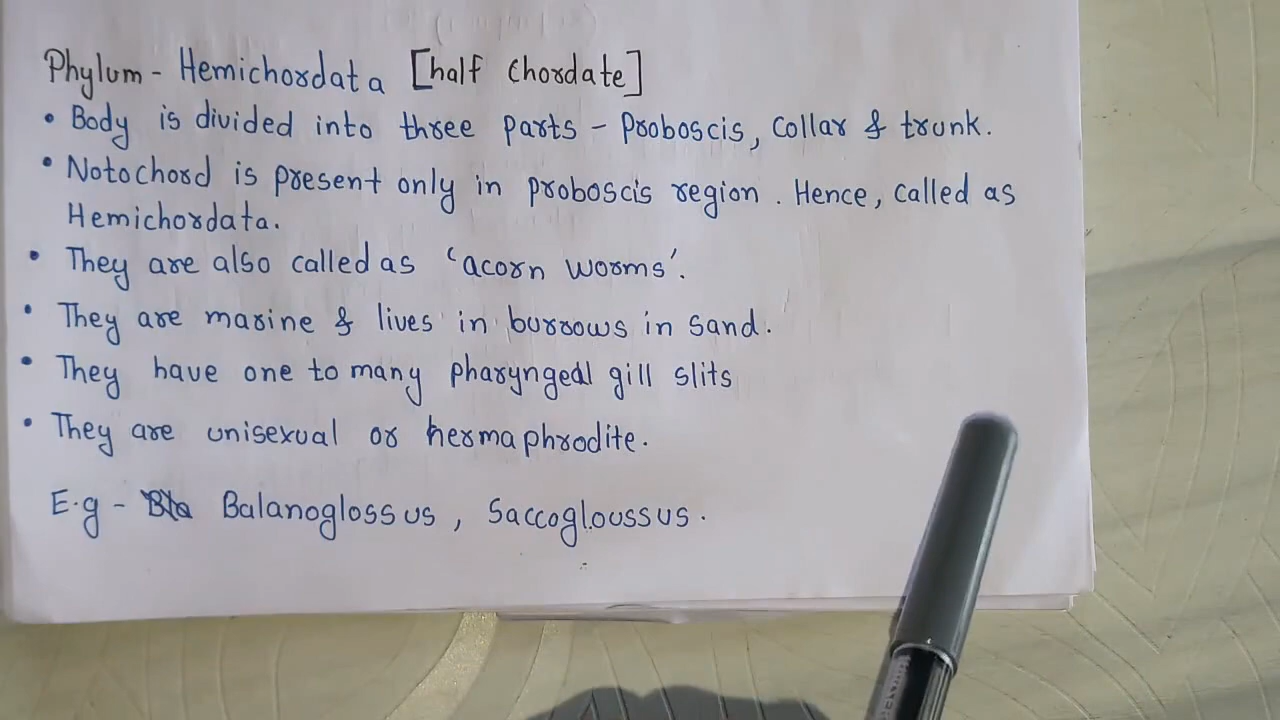 Phylum - Hemichordata [half Chordate]
• Body is divided into three parts - Proboscis, Collar & trunk.
• Notochord is present only in proboscis region. Hence, called as
Hemichordata.
• They are also called as 'acorn worms'.
• They are marine & lives in burrows in sand.
• They have one to many pharyngeal gill slits
• They are unisexual or hermaphrodite.
E.g - Balanoglossus, Saccogloussus.